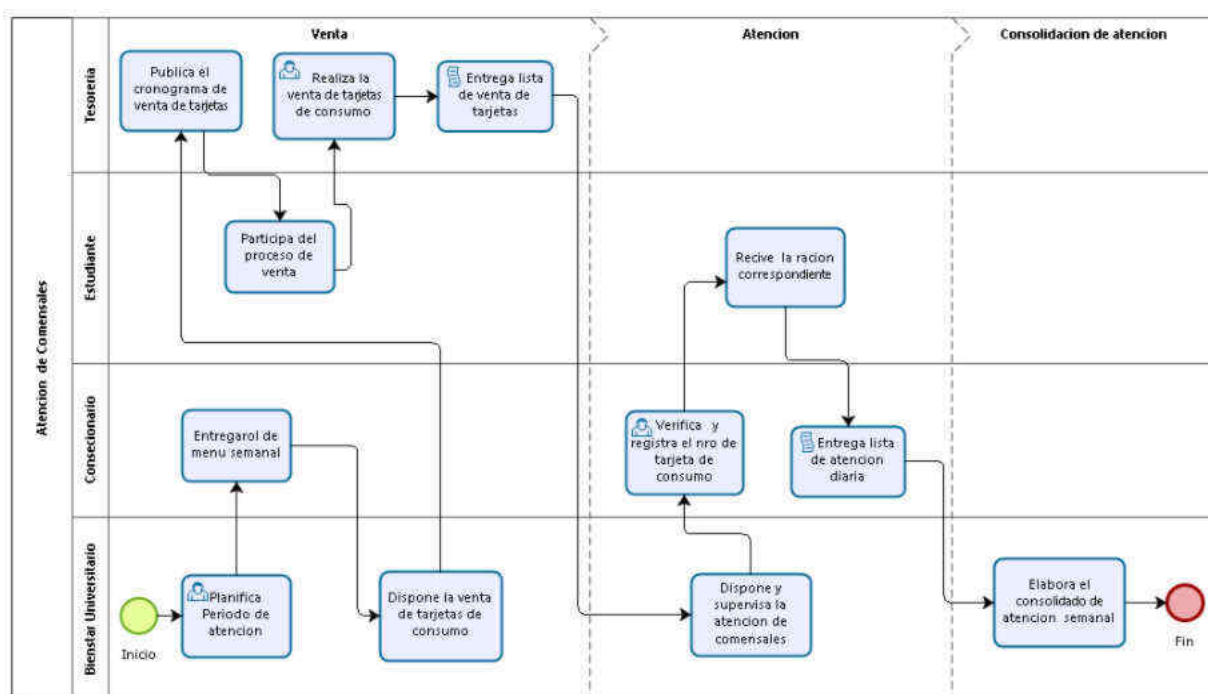 Venta
Atencion
Consolidacion de atencion
Atencion de Comensales
Tesoreria
Publica el
cronograma de
venta de tarjetas
Realiza la
venta de tarjetas
de consumo
Entrega lista
de venta de
tarjetas
Estudiante
Participa del
proceso de
venta
Recive la racion
correspondiente
Consecionario
Entregarol de
menu semanal
Verifica y
registra el nro de
tarjeta de
consumo
Entrega lista
de atencion
diaria
Bienstar Universitario
Inicio
Planifica
Periodo de
atencion
Dispone la venta
de tarjetas de
consumo
Dispone y
supervisa la
atencion de
comensales
Elabora el
consolidado de
atencion semanal
Fin